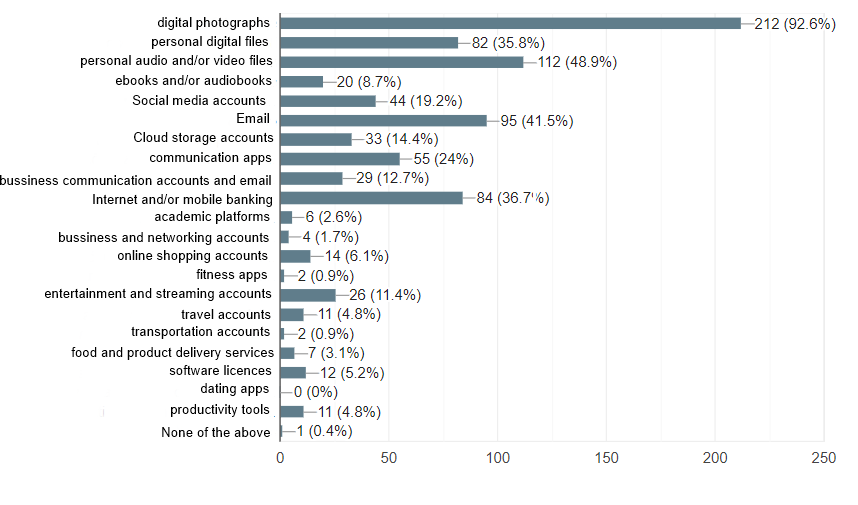 digital photographs 212 (92.6%)
personal digital files 82 (35.8%)
personal audio and/or video files 112 (48.9%)
ebooks and/or audiobooks 20 (8.7%)
Social media accounts 44 (19.2%)
Email 95 (41.5%)
Cloud storage accounts 33 (14.4%)
communication apps 55 (24%)
bussiness communication accounts and email 29 (12.7%)
Internet and/or mobile banking 84 (36.7%)
academic platforms 6 (2.6%)
bussiness and networking accounts 4 (1.7%)
online shopping accounts 14 (6.1%)
fitness apps 2 (0.9%)
entertainment and streaming accounts 26 (11.4%)
travel accounts 11 (4.8%)
transportation accounts 2 (0.9%)
food and product delivery services 7 (3.1%)
software licences 12 (5.2%)
dating apps 0 (0%)
productivity tools 11 (4.8%)
None of the above 1 (0.4%)
0 50 100 150 200 250